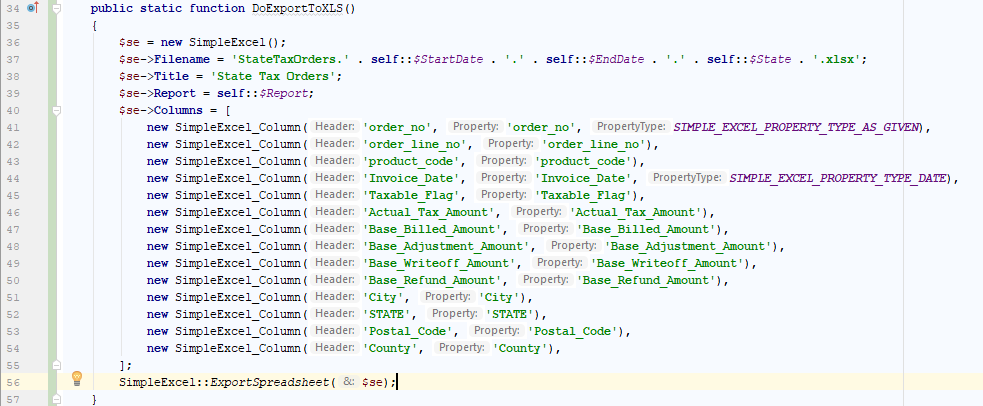 34 public static function DoExportToXLS()
35 {
36 $se = new SimpleExcel();
37 $se->Filename = 'StateTaxOrders.' . self::$StartDate . '.' . self::$EndDate . '.' . self::$State . '.xlsx';
38 $se->Title = 'State Tax Orders';
39 $se->Report = self::$Report;
40 $se->Columns = [
41 new SimpleExcel_Column( Header: 'order_no', Property: 'order_no', PropertyType: SIMPLE_EXCEL_PROPERTY_TYPE_AS_GIVEN),
42 new SimpleExcel_Column( Header: 'order_line_no', Property: 'order_line_no'),
43 new SimpleExcel_Column( Header: 'product_code', Property: 'product_code'),
44 new SimpleExcel_Column( Header: 'Invoice_Date', Property: 'Invoice_Date', PropertyType: SIMPLE_EXCEL_PROPERTY_TYPE_DATE),
45 new SimpleExcel_Column( Header: 'Taxable_Flag', Property: 'Taxable_Flag'),
46 new SimpleExcel_Column( Header: 'Actual_Tax_Amount', Property: 'Actual_Tax_Amount'),
47 new SimpleExcel_Column( Header: 'Base_Billed_Amount', Property: 'Base_Billed_Amount'),
48 new SimpleExcel_Column( Header: 'Base_Adjustment_Amount', Property: 'Base_Adjustment_Amount'),
49 new SimpleExcel_Column( Header: 'Base_Writeoff_Amount', Property: 'Base_Writeoff_Amount'),
50 new SimpleExcel_Column( Header: 'Base_Refund_Amount', Property: 'Base_Refund_Amount'),
51 new SimpleExcel_Column( Header: 'City', Property: 'City'),
52 new SimpleExcel_Column( Header: 'STATE', Property: 'STATE'),
53 new SimpleExcel_Column( Header: 'Postal_Code', Property: 'Postal_Code'),
54 new SimpleExcel_Column( Header: 'County', Property: 'County'),
55 ];
56 SimpleExcel::ExportSpreadsheet( &: $se);
57 }